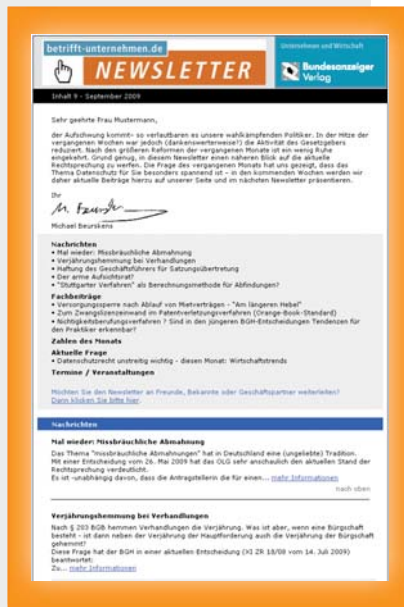 betrifft-unternehmen.de
NEWSLETTER
Unternehmen und Wirtschaft
Bundesanzeiger
Verlag
Inhalt 9 - September 2009
Sehr geehrte Frau Mustermann,
der Aufschwung kommt- so verlautbaren es unsere wahlkämpfenden Politiker. In der Hitze der
vergangenen Wochen war jedoch (dankenswerterweise?) die Aktivität des Gesetzgebers
reduziert. Nach den größeren Reformen der vergangenen Monate ist ein wenig Ruhe
eingekehrt. Grund genug, in diesem Newsletter einen näheren Blick auf die aktuelle
Rechtsprechung zu werfen. Die Frage des vergangenen Monats hat uns gezeigt, dass das
Thema Datenschutz für Sie besonders spannend ist - in den kommenden Wochen werden wir
daher aktuelle Beiträge hierzu auf unserer Seite und im nächsten Newsletter präsentieren.
Ihr
M. Beurskens
Michael Beurskens
Nachrichten
• Mal wieder: Missbräuchliche Abmahnung
• Verjährungshemmung bei Verhandlungen
• Haftung des Geschäftsführers für Satzungsübertretung
• Der arme Aufsichtsrat?
• "Stuttgarter Verfahren" als Berechnungsmethode für Abfindungen?
Fachbeiträge
• Versorgungssperre nach Ablauf von Mietverträgen - "Am längeren Hebel"
• Zum Zwangslizenzeinwand im Patentverletzungsverfahren (Orange-Book-Standard)
• Nichtigkeitsberufungsverfahren ? Sind in den jüngeren BGH-Entscheidungen Tendenzen für
den Praktiker erkennbar?
Zahlen des Monats
Aktuelle Frage
• Datenschutzrecht unstreitig wichtig - diesen Monat: Wirtschaftstrends
Termine / Veranstaltungen
Möchten Sie den Newsletter an Freunde, Bekannte oder Geschäftspartner weiterleiten?
Dann klicken Sie bitte hier.
Nachrichten
Mal wieder: Missbräuchliche Abmahnung
Das Thema "missbräuchliche Abmahnungen" hat in Deutschland eine (ungeliebte) Tradition.
Mit einer Entscheidung vom 26. Mai 2009 hat das OLG sehr anschaulich den aktuellen Stand der
Rechtsprechung verdeutlicht.
Es ist -unabhängig davon, dass die Antragstellerin die für einen... mehr Informationen
nach oben
Verjährungshemmung bei Verhandlungen
Nach § 203 BGB hemmen Verhandlungen die Verjährung. Was ist aber, wenn eine Bürgschaft
besteht - ist dann neben der Verjährung der Hauptforderung auch die Verjährung der Bürgschaft
gehemmt?
Diese Frage hat der BGH in einer aktuellen Entscheidung (XI ZR 18/08 vom 14. Juli 2009)
beantwortet:
Zu... mehr Informationen